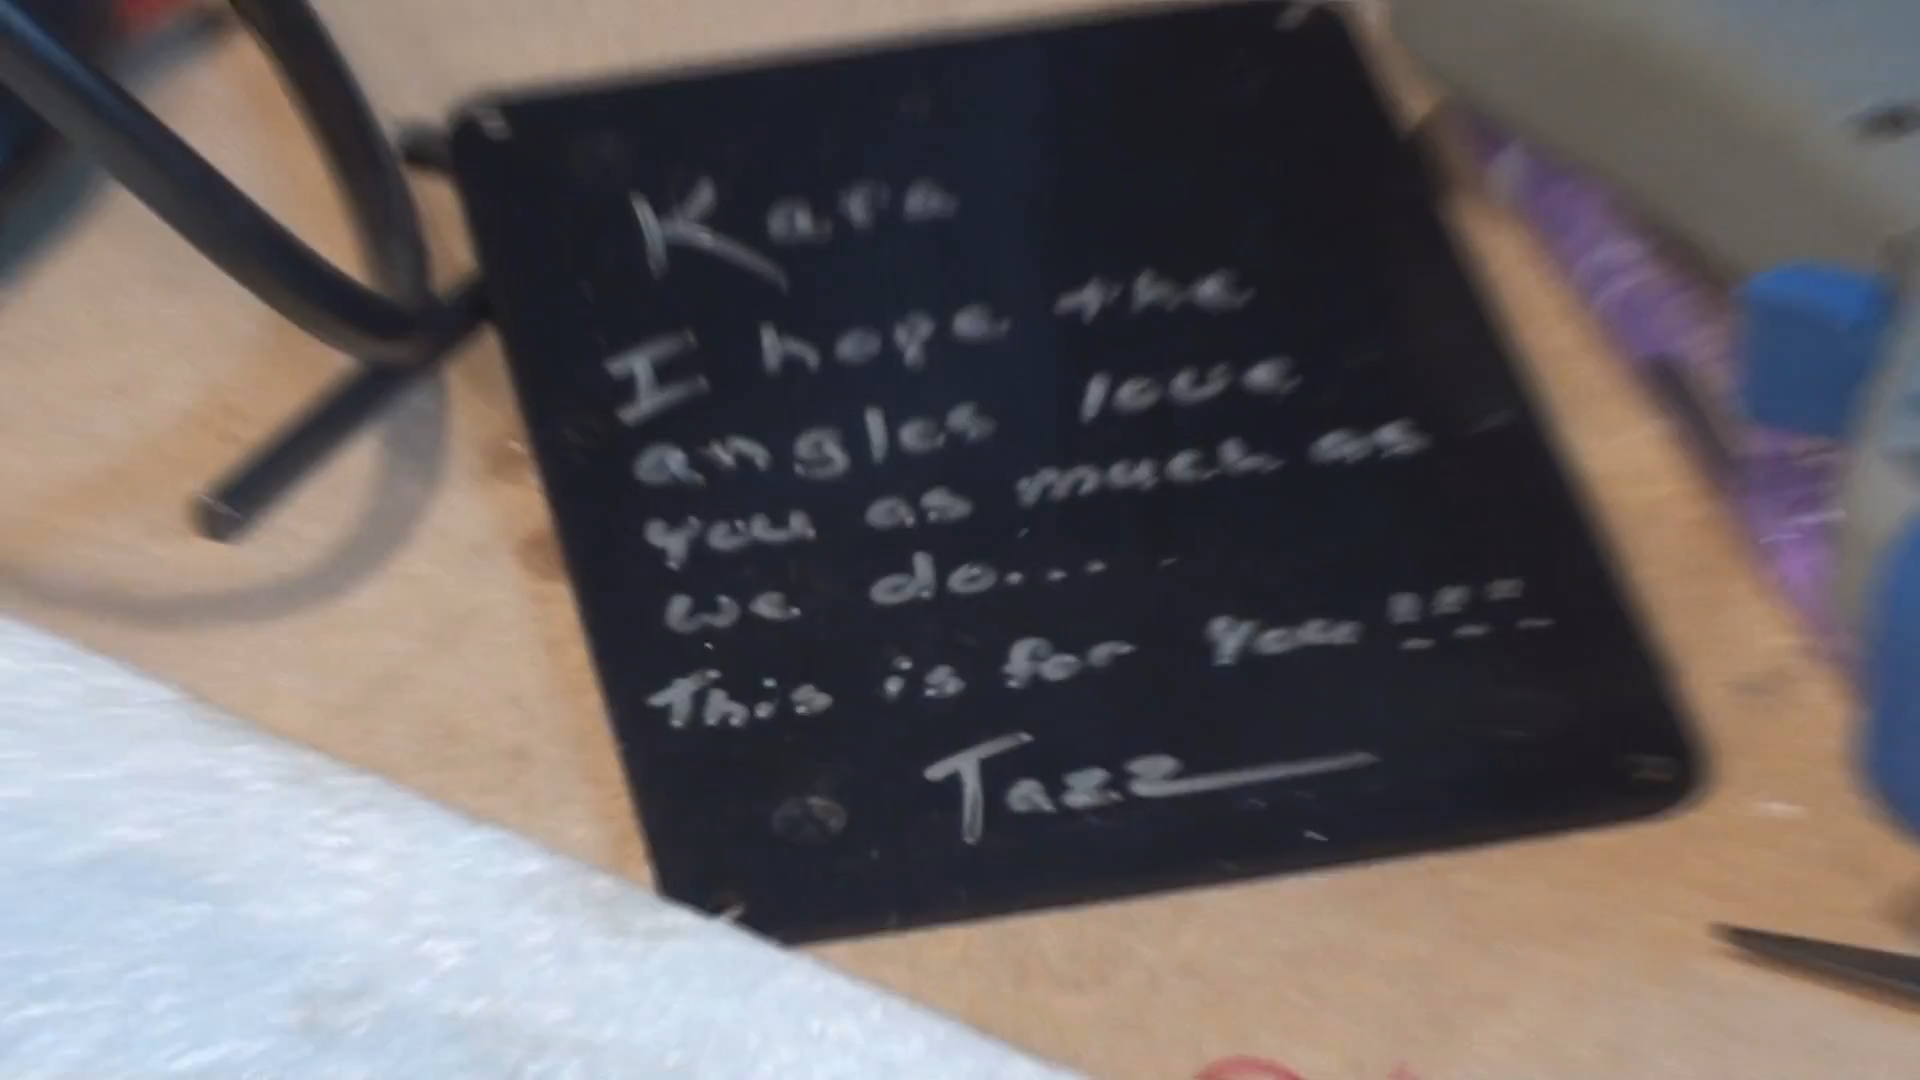 Kara
I hope the
angles love
you as much as
we do....
This is for you !!!
Tazz